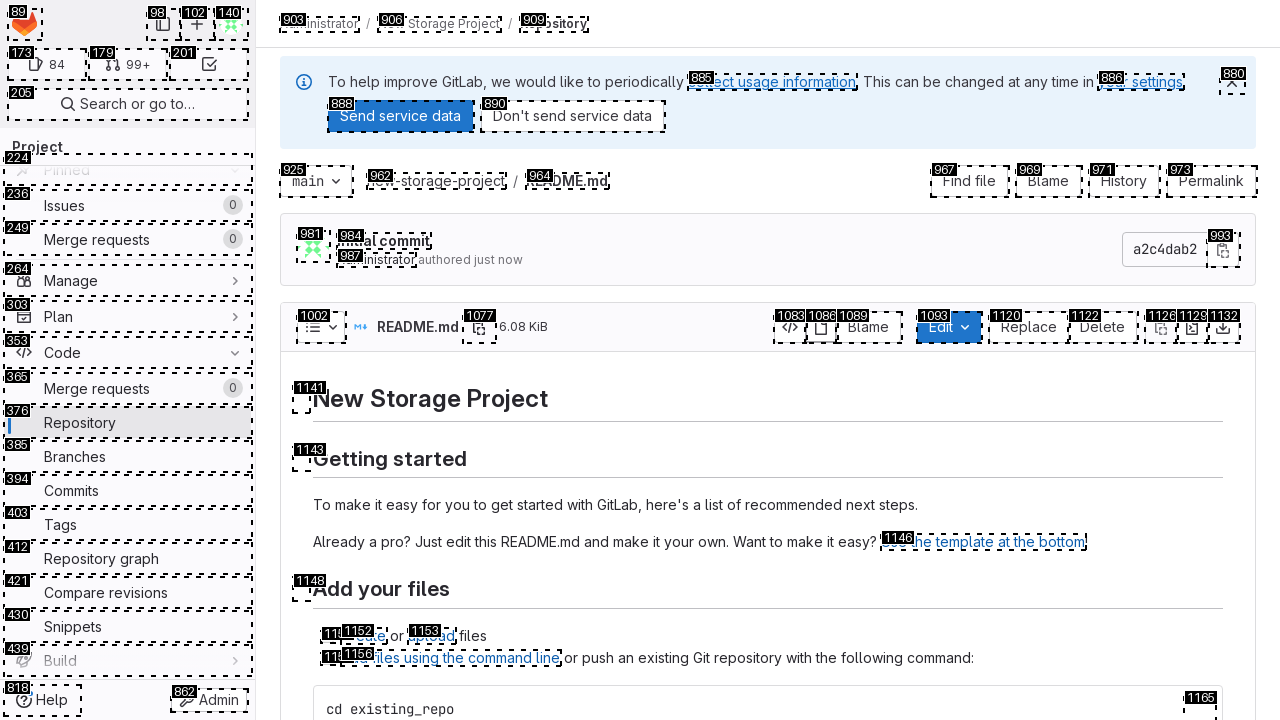 89
98
102
140
173
84
179
99+
201
205
Search or go to…
Project
224
Pinned
236
Issues
0
249
Merge requests
0
264
Manage
303
Plan
353
Code
365
Merge requests
0
376
Repository
385
Branches
394
Commits
403
Tags
412
Repository graph
421
Compare revisions
430
Snippets
439
Build
818
Help
862
Admin
903
/
906
Storage Project
/
909
880
To help improve GitLab, we would like to periodically
885
collect usage information. This can be changed at any time in
886
your settings.
888
Send service data
890
Don't send service data
925
main
962
new-storage-project
/
964
README.md
967
Find file
969
Blame
971
History
973
Permalink
981
984
Initial commit
987
Administrator authored just now
a2c4dab2
993
1002
README.md
1077
6.08 KiB
1083
1086
1089
Blame
1093
Edit
1120
Replace
1122
Delete
1126
1129
1132
1141
New Storage Project
1143
Getting started
To make it easy for you to get started with GitLab, here's a list of recommended next steps.
Already a pro? Just edit this README.md and make it your own. Want to make it easy?
1146
Use the template at the bottom!
1148
Add your files
1152
or
1153
upload files
1156
files using the command line or push an existing Git repository with the following command:
1165
cd existing_repo